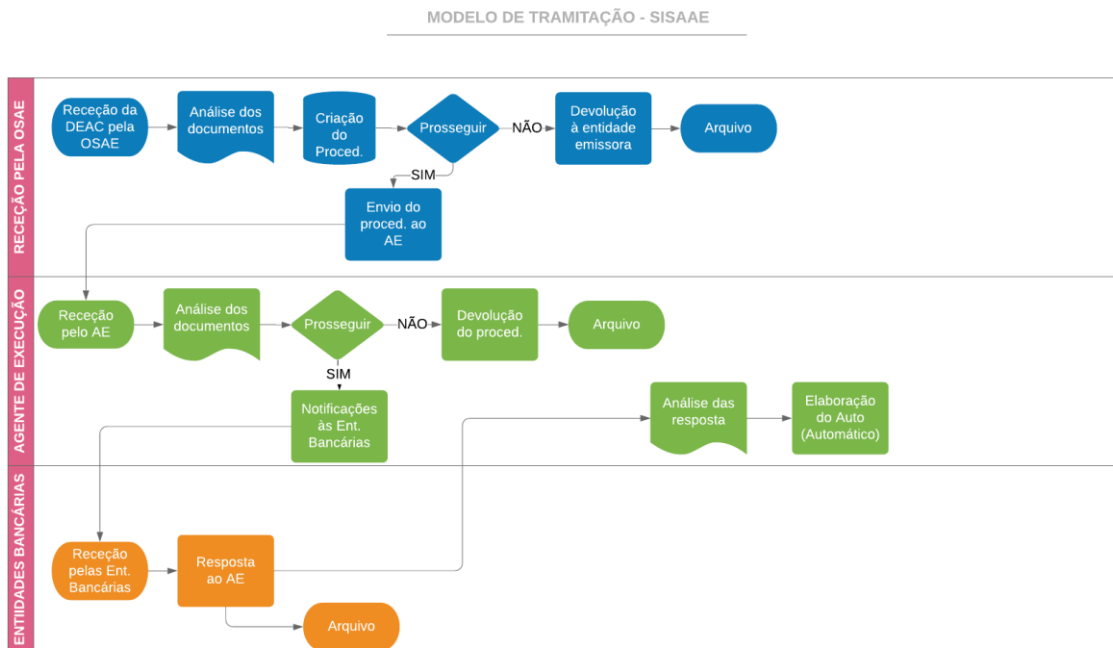 MODELO DE TRAMITAÇÃO - SISAAE
RECEÇÃO PELA OSAE
Receção da
DEAC pela
OSAE
Análise dos
documentos
Criação
do
Proced.
Prosseguir
NÃO
Devolução
à entidade
emissora
Arquivo
SIM
Envio do
proced. ao
AE
AGENTE DE EXECUÇÃO
Receção
pelo AE
Análise dos
documentos
Prosseguir
NÃO
Devolução
do proced.
Arquivo
SIM
Notificações
às Ent.
Bancárias
Análise das
resposta
Elaboração
do Auto
(Automático)
ENTIIDADES BANCÁRIAS
Receção
pelas Ent.
Bancárias
Resposta
ao AE
Arquivo